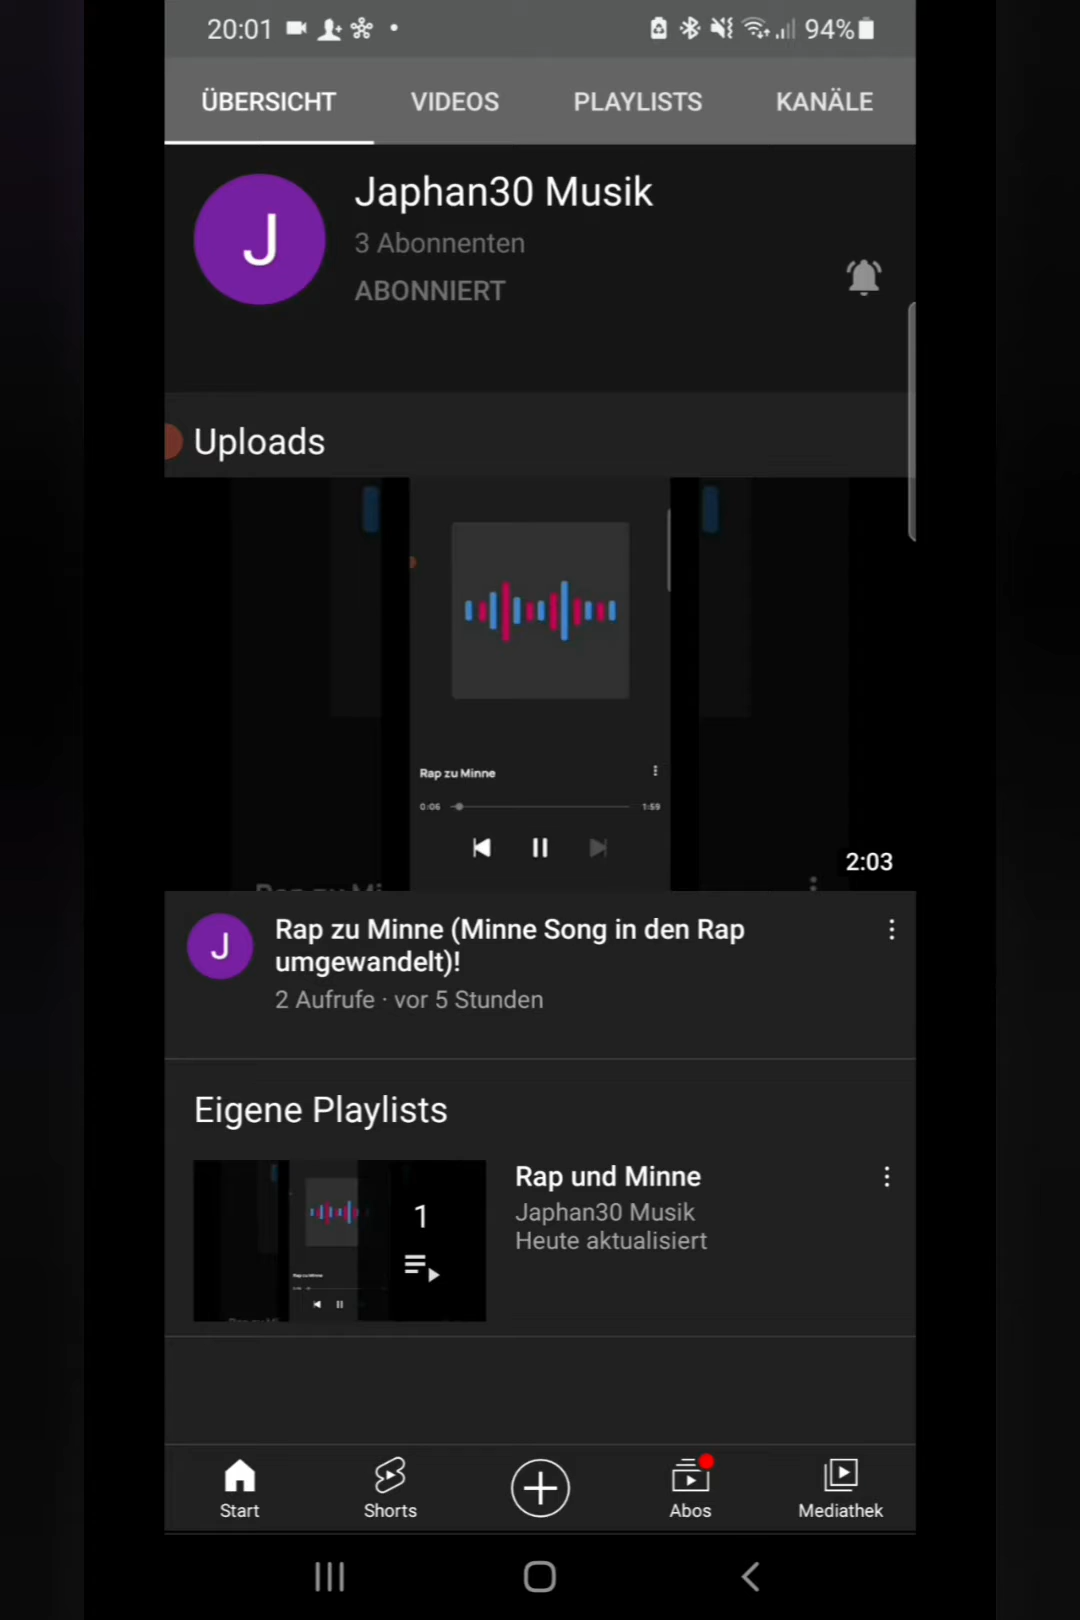 20:01 94%
ÜBERSICHT VIDEOS PLAYLISTS KANÄLE
J
Japhan30 Musik
3 Abonnenten
ABONNIERT
Uploads
Rap zu Minne
0:06 1:59
2:03
J
Rap zu Minne (Minne Song in den Rap
umgewandelt)!
2 Aufrufe · vor 5 Stunden
Eigene Playlists
1
Rap und Minne
Japhan30 Musik
Heute aktualisiert
Start Shorts Abos Mediathek